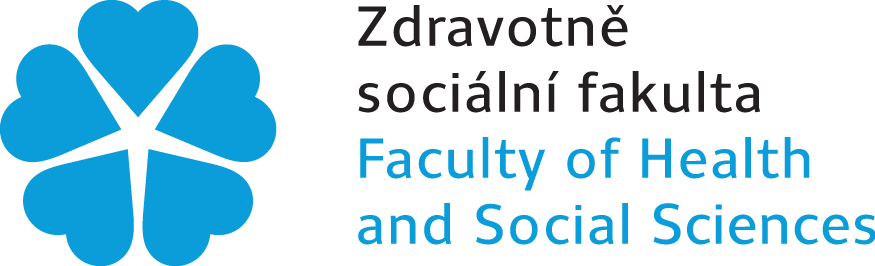 Zdravotně
sociální fakulta
Faculty of Health
and Social Sciences